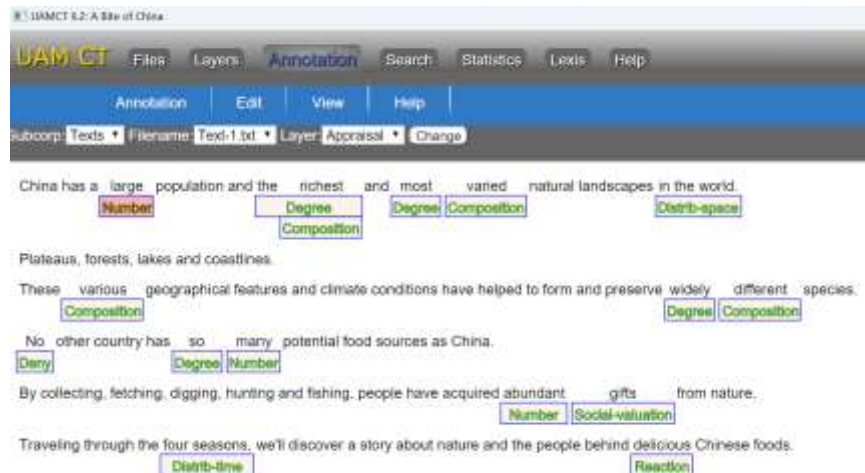 UAMCT 6.2: A Bite of China
UAM CT Files Layers Annotation Search Statistics Lexis Help
Annotation Edit View Help
Subcorp: Texts Filename: Text-1.txt Layer: Appraisal Change
China has a large population and the richest and most varied natural landscapes in the world.
Number Degree Degree Composition Distrib-space
Composition
Plateaus, forests, lakes and coastlines.
These various geographical features and climate conditions have helped to form and preserve widely different species.
Composition Degree Composition
No other country has so many potential food sources as China.
Deny Degree Number
By collecting, fetching, digging, hunting and fishing, people have acquired abundant gifts from nature.
Number Social-valuation
Traveling through the four seasons, we'll discover a story about nature and the people behind delicious Chinese foods.
Distrib-time Reaction